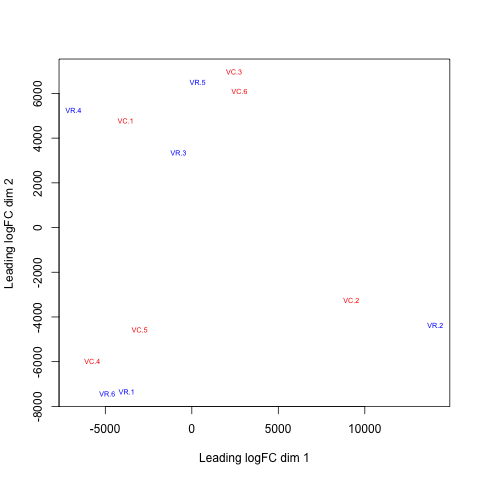 VC.3
VR.5
VC.6
VR.4
VC.1
VR.3
VC.2
VR.2
VC.5
VC.4
VR.6
VR.1
6000
4000
2000
0
-2000
-4000
-6000
-8000
Leading logFC dim 2
-5000
0
5000
10000
Leading logFC dim 1